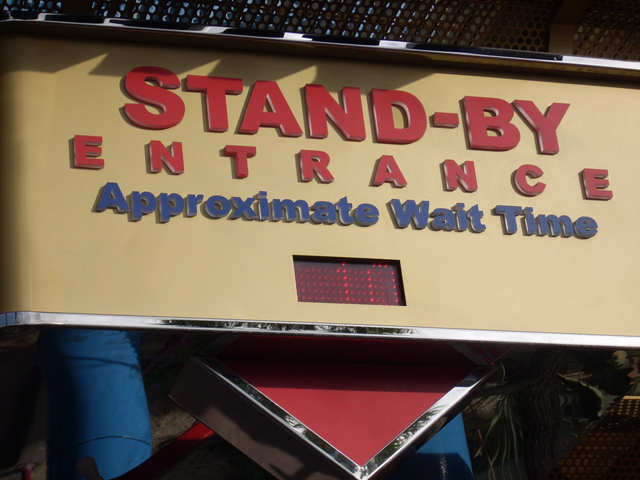 STAND-BY
ENTRANCE
Approximate Wait Time